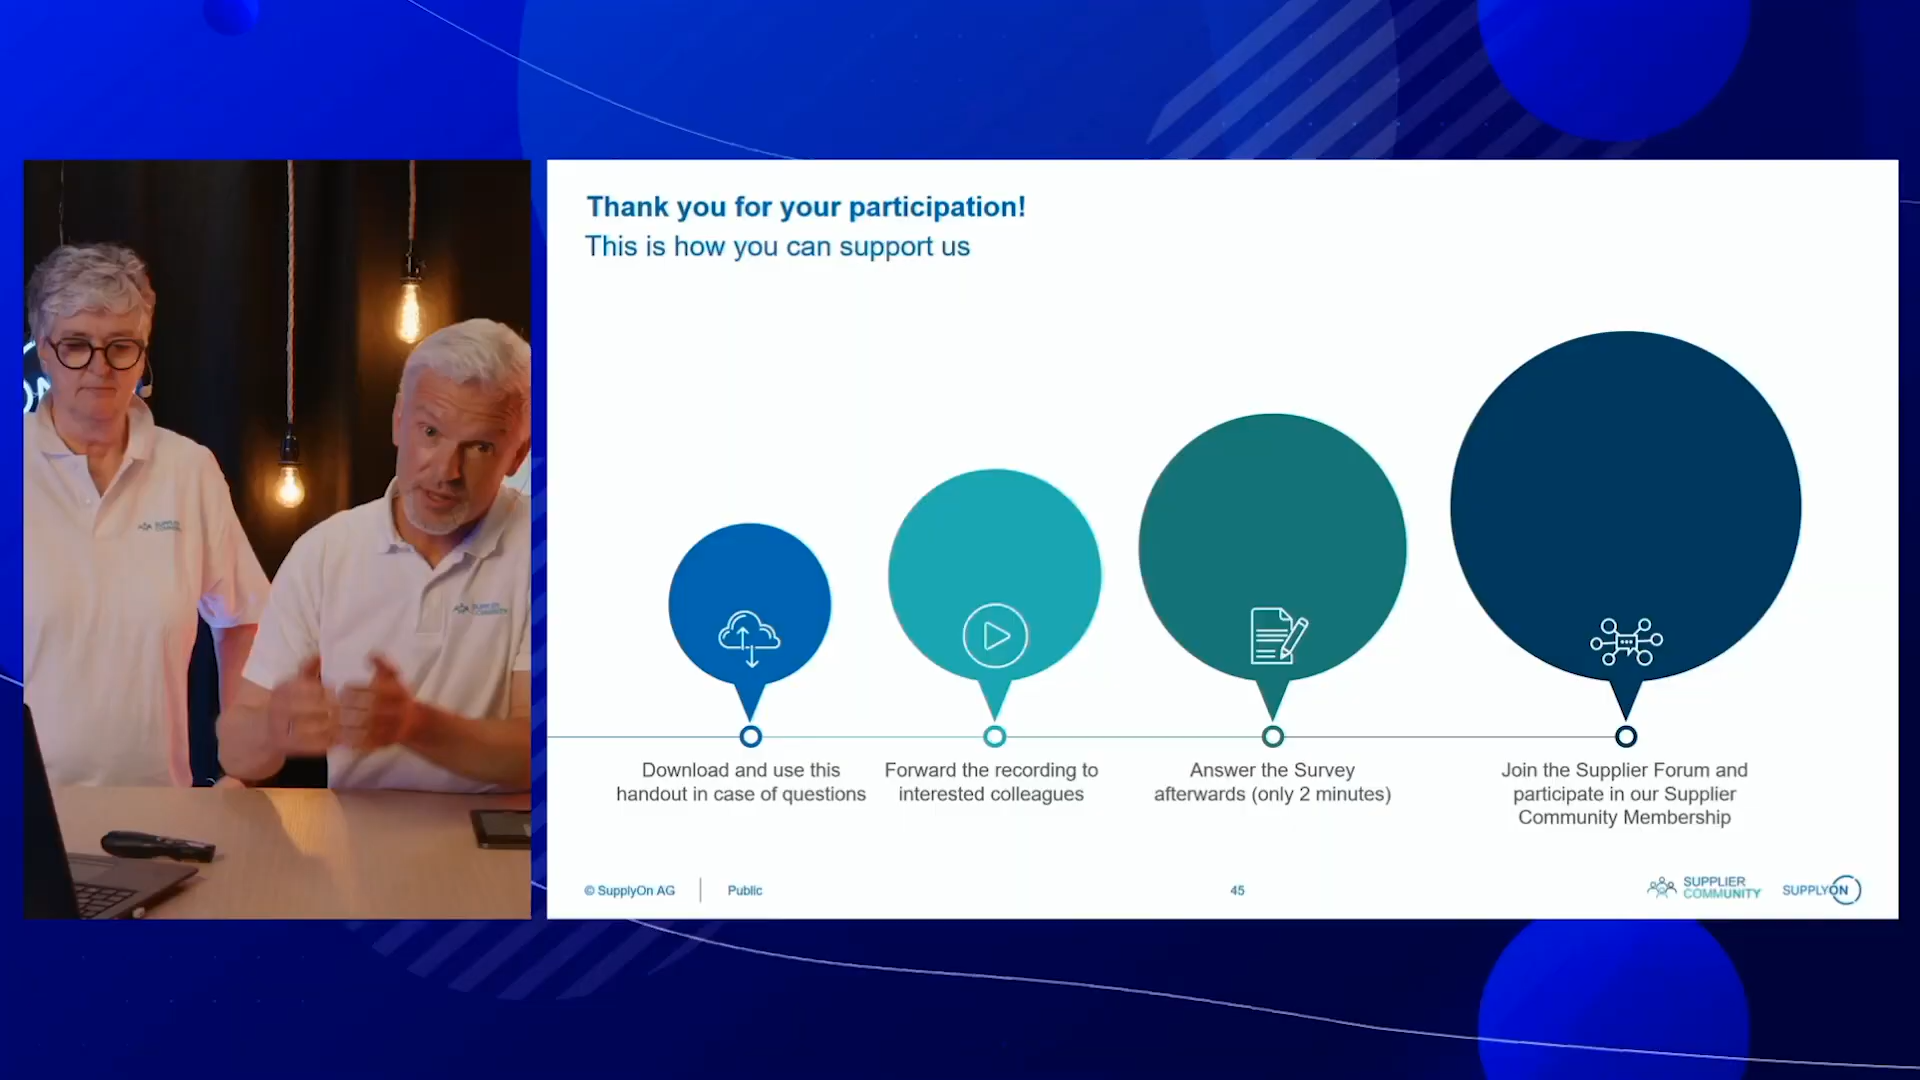 Thank you for your participation!
This is how you can support us
Download and use this
handout in case of questions
Forward the recording to
interested colleagues
Answer the Survey
afterwards (only 2 minutes)
Join the Supplier Forum and
participate in our Supplier
Community Membership
© SupplyOn AG
Public
45
SUPPLIER
COMMUNITY
SUPPLYON
SUPPLIER
COMMUNITY